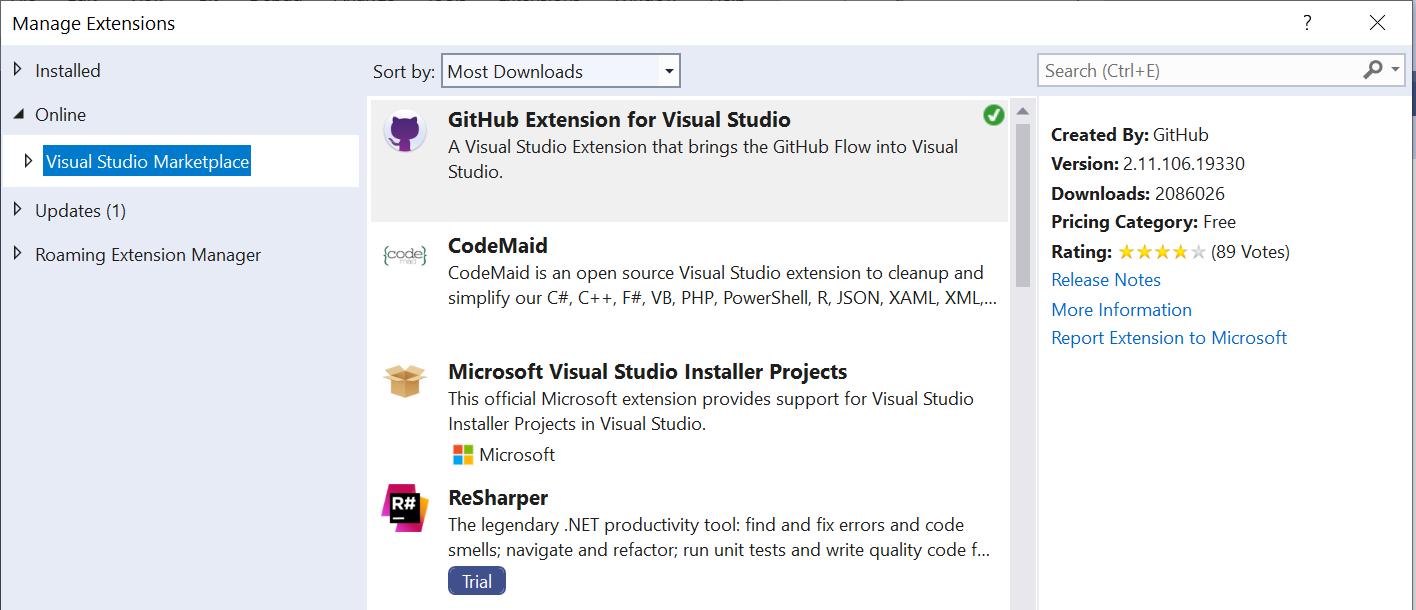 Manage Extensions
?
Installed
Online
Visual Studio Marketplace
Updates (1)
Roaming Extension Manager
Sort by: Most Downloads
GitHub Extension for Visual Studio
A Visual Studio Extension that brings the GitHub Flow into Visual
Studio.
{code
maid}
CodeMaid
CodeMaid is an open source Visual Studio extension to cleanup and
simplify our C#, C++, F#, VB, PHP, PowerShell, R, JSON, XAML, XML,...
Microsoft Visual Studio Installer Projects
This official Microsoft extension provides support for Visual Studio
Installer Projects in Visual Studio.
Microsoft
R#
ReSharper
The legendary .NET productivity tool: find and fix errors and code
smells; navigate and refactor; run unit tests and write quality code f...
Trial
Search (Ctrl+E)
Created By: GitHub
Version: 2.11.106.19330
Downloads: 2086026
Pricing Category: Free
Rating: (89 Votes)
Release Notes
More Information
Report Extension to Microsoft